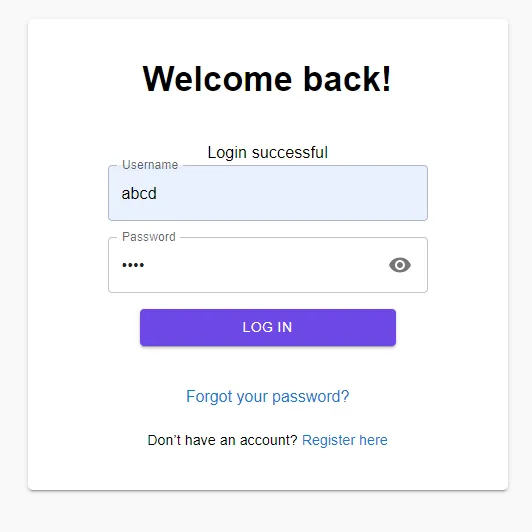 Welcome back!
Login successful
Username
abcd
Password
••••
LOG IN
Forgot your password?
Don’t have an account? Register here